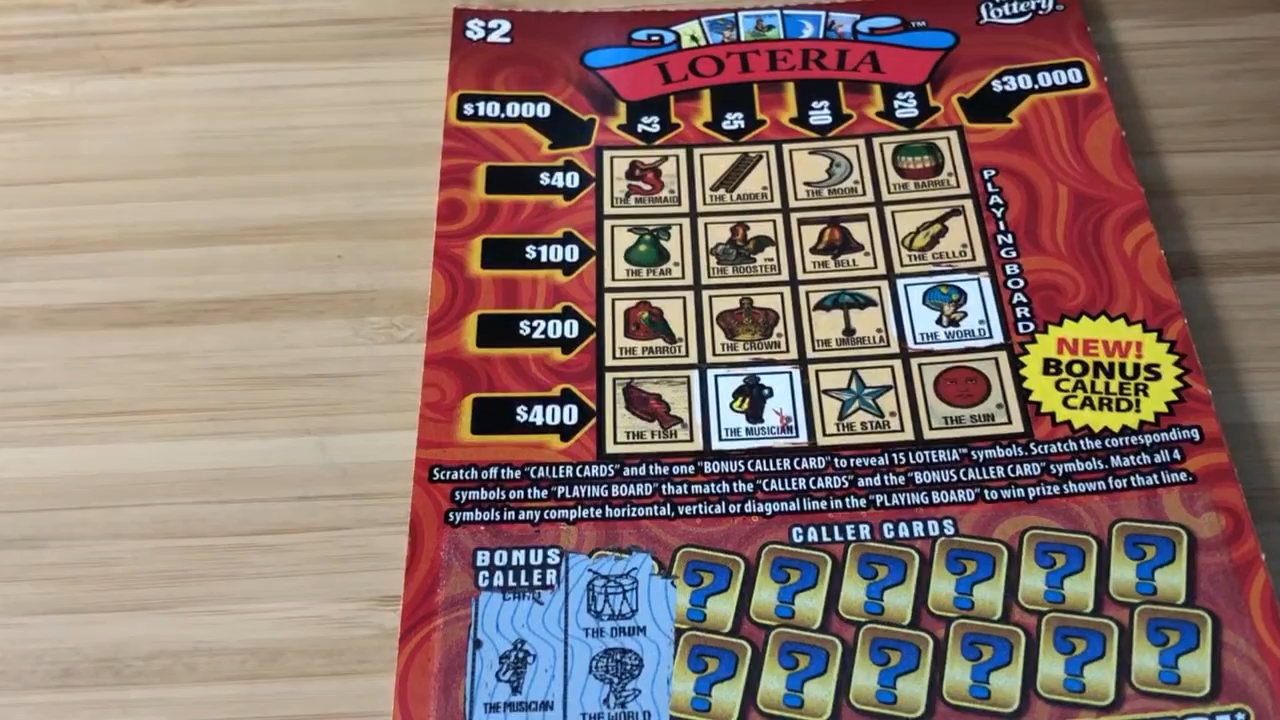 $2
Lottery
LOTERIA™
$10,000
$2
$5
$10
$20
$30,000
$40
$100
$200
$400
THE MERMAID
THE LADDER
THE MOON
THE BARREL
THE PEAR
THE ROOSTER
THE BELL
THE CELLO
THE PARROT
THE CROWN
THE UMBRELLA
THE WORLD
THE FISH
THE MUSICIAN
THE STAR
THE SUN
PLAYING BOARD
NEW!
BONUS
CALLER
CARD!
Scratch off the "CALLER CARDS" and the one "BONUS CALLER CARD" to reveal 15 LOTERIA™ symbols. Scratch the corresponding
symbols on the "PLAYING BOARD" that match the "CALLER CARDS" and the "BONUS CALLER CARD" symbols. Match all 4
symbols in any complete horizontal, vertical or diagonal line in the "PLAYING BOARD" to win prize shown for that line.
CALLER CARDS
BONUS
CALLER
CARD
THE DRUM
THE MUSICIAN
THE WORLD
? ? ? ? ? ?
? ? ? ? ? ?